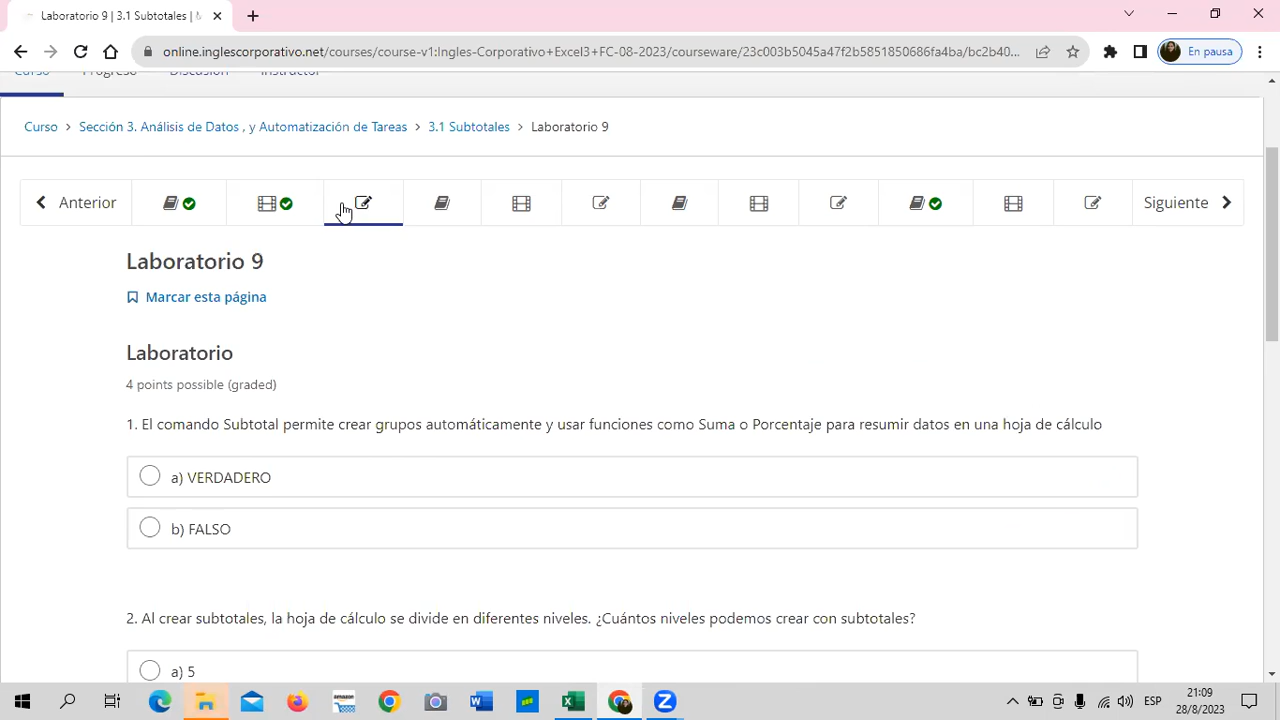 Laboratorio 9 | 3.1 Subtotales |
online.inglescorporativo.net/courses/course-v1:Ingles-Corporativo+Excel3+FC-08-2023/courseware/23c003b5045a47f2b5851850686fa4ba/bc2b40...
En pausa
Curso Progreso Discusión Instructor
Curso > Sección 3. Análisis de Datos , y Automatización de Tareas > 3.1 Subtotales > Laboratorio 9
Anterior
Siguiente
Laboratorio 9
Marcar esta página
Laboratorio
4 points possible (graded)
1. El comando Subtotal permite crear grupos automáticamente y usar funciones como Suma o Porcentaje para resumir datos en una hoja de cálculo
a) VERDADERO
b) FALSO
2. Al crear subtotales, la hoja de cálculo se divide en diferentes niveles. ¿Cuántos niveles podemos crear con subtotales?
a) 5
amazon
ESP
21:09
28/8/2023